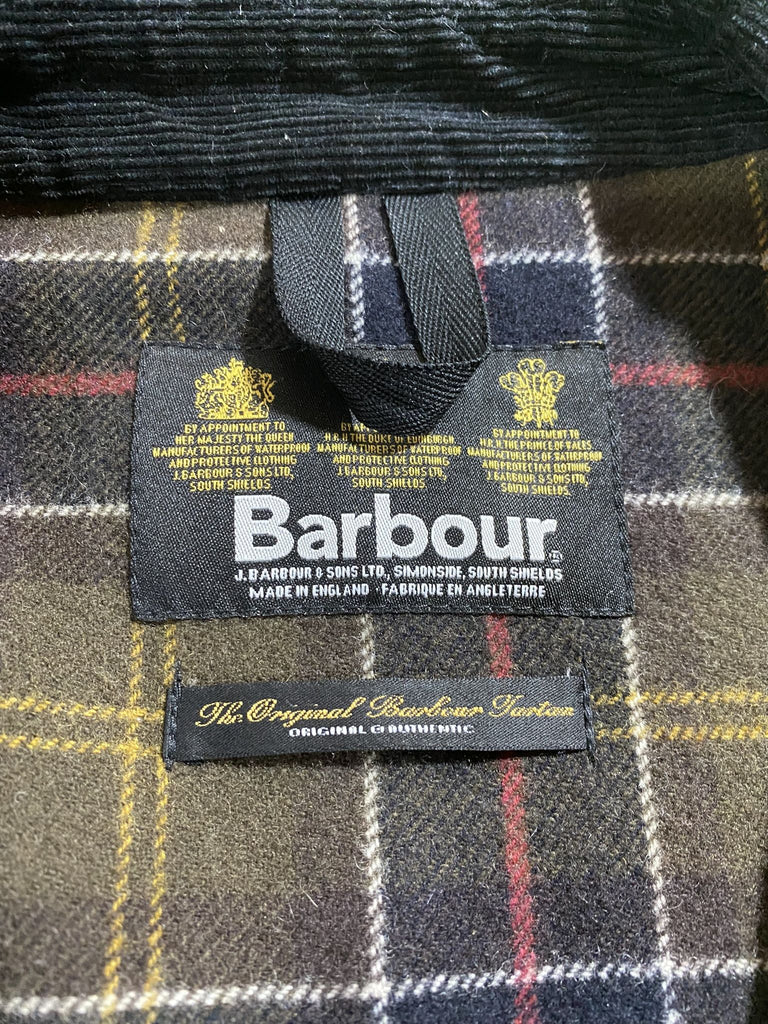 BY APPOINTMENT TO
HER MAJESTY THE QUEEN
MANUFACTURERS OF WATERPROOF
AND PROTECTIVE CLOTHING
J.BARBOUR & SONS LTD,
SOUTH SHIELDS.
BY APPOINTMENT
H.R.H THE DUKE OF EDINBURGH,
MANUFACTURERS OF WATERPROOF
AND PROTECTIVE CLOTHING
J.BARBOUR & SONS LTD,
SOUTH SHIELDS.
BY APPOINTMENT TO
H.R.H THE PRINCE OF WALES
MANUFACTURERS OF WATERPROOF
AND PROTECTIVE CLOTHING
J.BARBOUR & SONS LTD,
SOUTH SHIELDS.
Barbour®
J. BARBOUR & SONS LTD., SIMONSIDE, SOUTH SHIELDS
MADE IN ENGLAND · FABRIQUE EN ANGLETERRE
The Original Barbour Tartan
ORIGINAL & AUTHENTIC